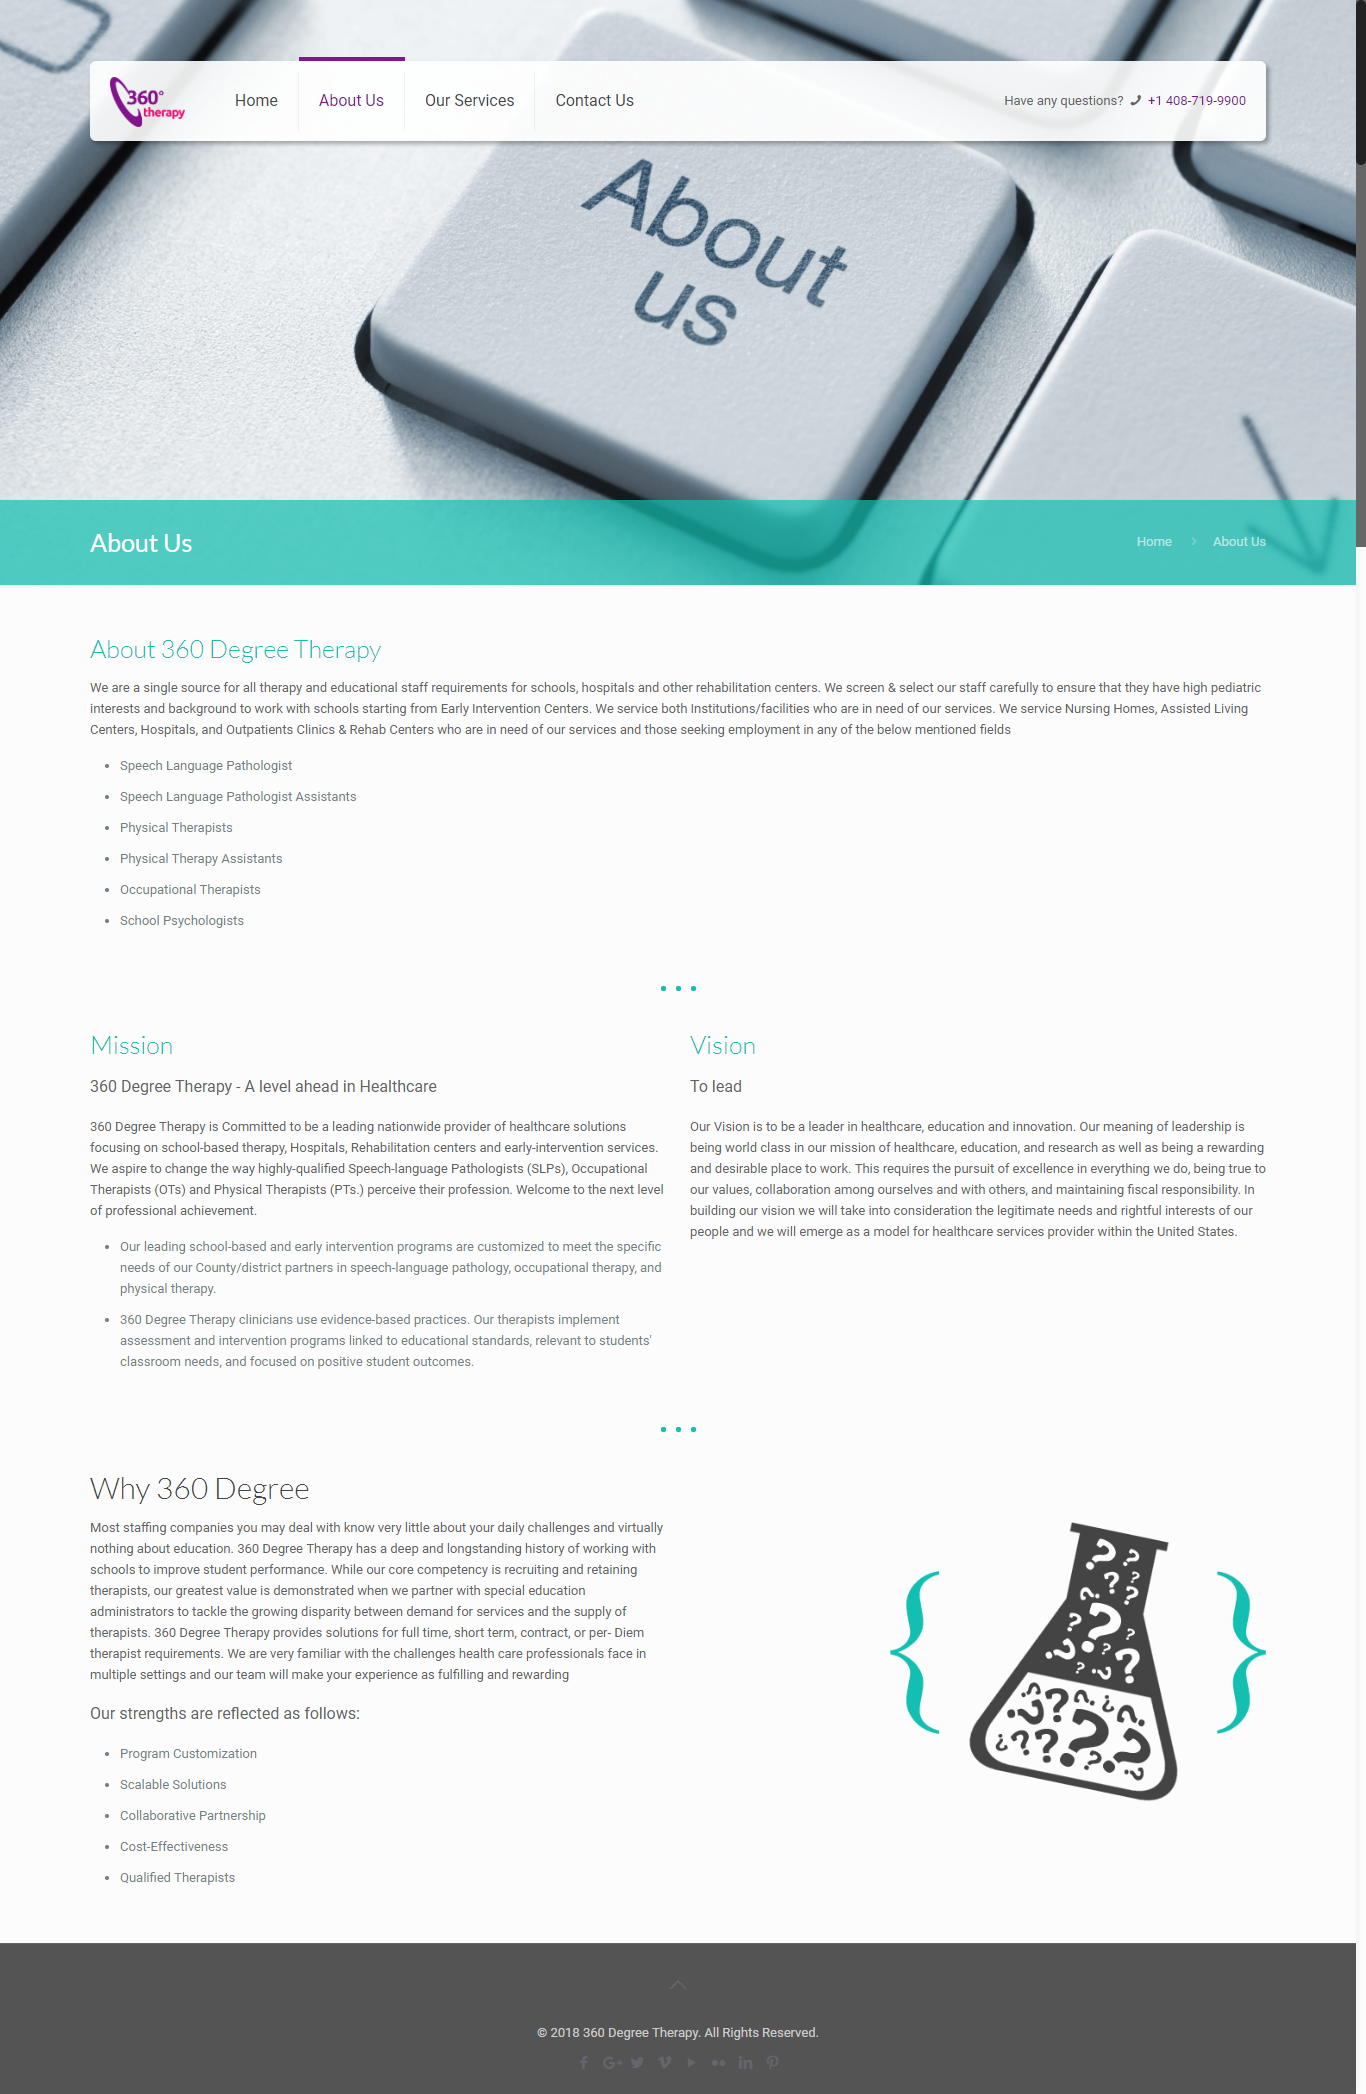 360°
therapy
Home
About Us
Our Services
Contact Us
Have any questions? +1 408-719-9900
About
us
About Us
Home
About Us
About 360 Degree Therapy
We are a single source for all therapy and educational staff requirements for schools, hospitals and other rehabilitation centers. We screen & select our staff carefully to ensure that they have high pediatric
interests and background to work with schools starting from Early Intervention Centers. We service both Institutions/facilities who are in need of our services. We service Nursing Homes, Assisted Living
Centers, Hospitals, and Outpatients Clinics & Rehab Centers who are in need of our services and those seeking employment in any of the below mentioned fields
• Speech Language Pathologist
• Speech Language Pathologist Assistants
• Physical Therapists
• Physical Therapy Assistants
• Occupational Therapists
• School Psychologists
Mission
360 Degree Therapy - A level ahead in Healthcare
360 Degree Therapy is Committed to be a leading nationwide provider of healthcare solutions
focusing on school-based therapy, Hospitals, Rehabilitation centers and early-intervention services.
We aspire to change the way highly-qualified Speech-language Pathologists (SLPs), Occupational
Therapists (OTs) and Physical Therapists (PTs.) perceive their profession. Welcome to the next level
of professional achievement.
• Our leading school-based and early intervention programs are customized to meet the specific
needs of our County/district partners in speech-language pathology, occupational therapy, and
physical therapy.
• 360 Degree Therapy clinicians use evidence-based practices. Our therapists implement
assessment and intervention programs linked to educational standards, relevant to students'
classroom needs, and focused on positive student outcomes.
Vision
To lead
Our Vision is to be a leader in healthcare, education and innovation. Our meaning of leadership is
being world class in our mission of healthcare, education, and research as well as being a rewarding
and desirable place to work. This requires the pursuit of excellence in everything we do, being true to
our values, collaboration among ourselves and with others, and maintaining fiscal responsibility. In
building our vision we will take into consideration the legitimate needs and rightful interests of our
people and we will emerge as a model for healthcare services provider within the United States.
Why 360 Degree
Most staffing companies you may deal with know very little about your daily challenges and virtually
nothing about education. 360 Degree Therapy has a deep and longstanding history of working with
schools to improve student performance. While our core competency is recruiting and retaining
therapists, our greatest value is demonstrated when we partner with special education
administrators to tackle the growing disparity between demand for services and the supply of
therapists. 360 Degree Therapy provides solutions for full time, short term, contract, or per- Diem
therapist requirements. We are very familiar with the challenges health care professionals face in
multiple settings and our team will make your experience as fulfilling and rewarding
Our strengths are reflected as follows:
• Program Customization
• Scalable Solutions
• Collaborative Partnership
• Cost-Effectiveness
• Qualified Therapists
© 2018 360 Degree Therapy. All Rights Reserved.